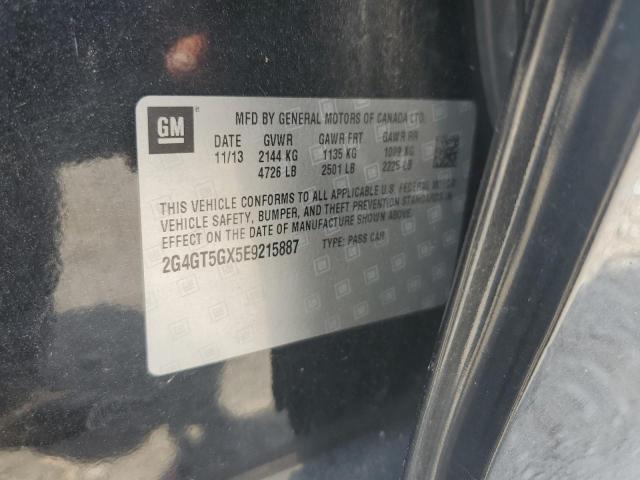 GM
MFD BY GENERAL MOTORS OF CANADA LTD.
DATE GVWR GAWR FRT GAWR RR
11/13 2144 KG 1135 KG 1009 KG
4726 LB 2501 LB 2225 LB
THIS VEHICLE CONFORMS TO ALL APPLICABLE U.S. FEDERAL MOTOR
VEHICLE SAFETY, BUMPER, AND THEFT PREVENTION STANDARDS IN
EFFECT ON THE DATE OF MANUFACTURE SHOWN ABOVE.
2G4GT5GX5E9215887 TYPE: PASS CAR